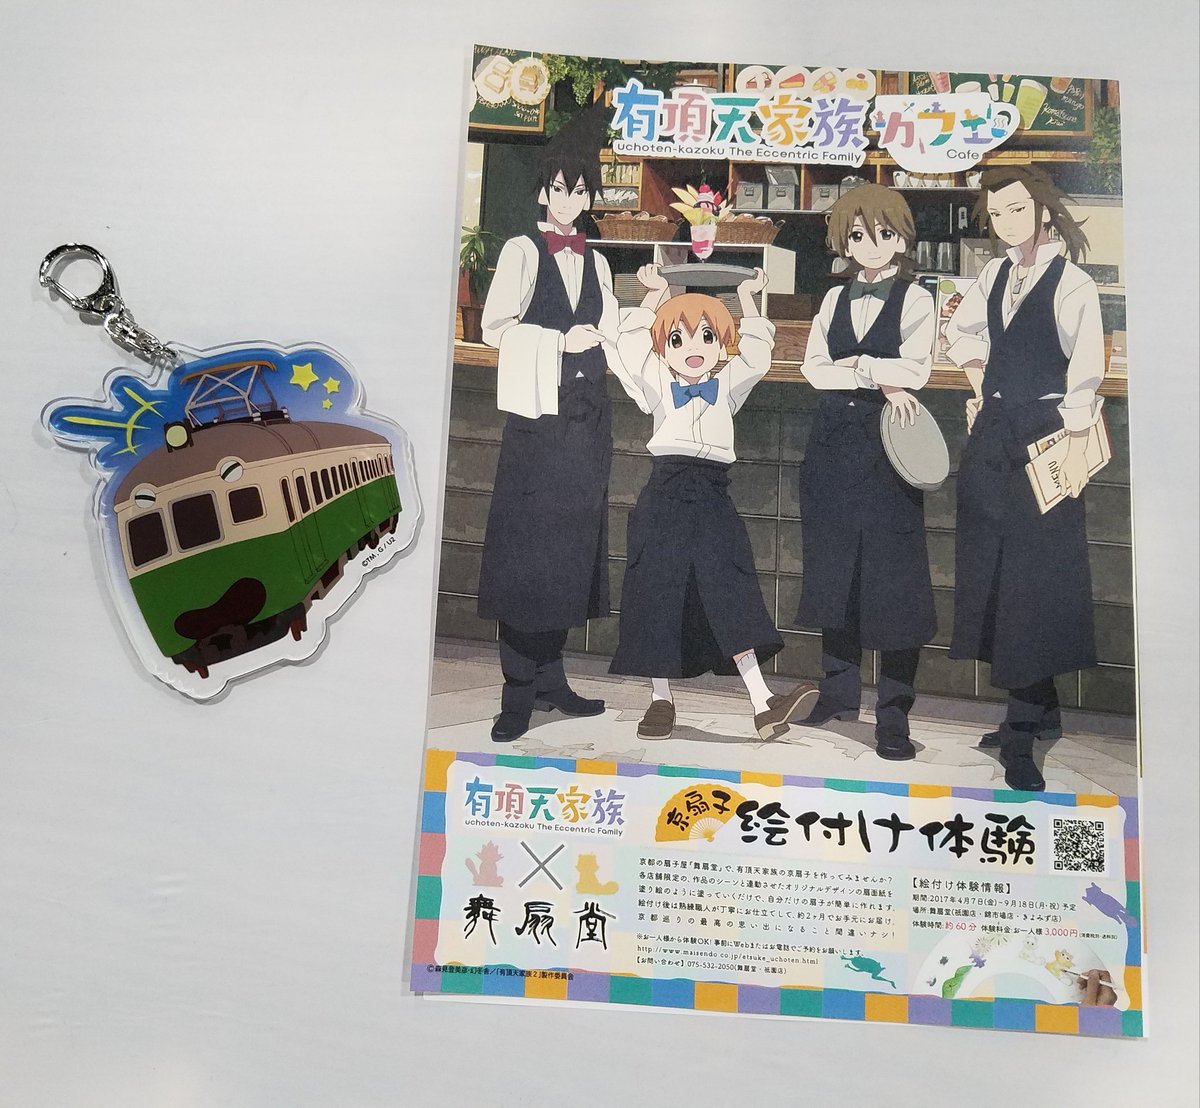 有頂天家族カフェ
uchoten-kazoku The Eccentric Family
Cafe
MENU
©TM,G/U2
有頂天家族
uchoten-kazoku The Eccentric Family
×
舞扇堂
京扇子
絵付け体験
京都の扇子屋「舞扇堂」で、有頂天家族の京扇子を作ってみませんか?
各店舗限定の、作品のシーンと連動させたオリジナルデザインの扇面紙を
塗り絵のように塗っていくだけで、自分だけの扇子が簡単に作れます。
絵付け後は熟練職人が丁寧にお仕立てして、約2ヶ月でお手元にお届け。
京都巡りの最高の思い出になること間違いナシ!
※お一人様から体験OK!事前にWebまたはお電話でご予約をお願いします。
http://www.maisendo.co.jp/etsuke_uchoten.html
【お問い合わせ】075-532-2050(舞扇堂・祇園店)
【絵付け体験情報】
期間:2017年4月7日(金)~9月18日(月・祝)予定
場所:舞扇堂(祇園店・錦市場店・きよみず店)
体験時間:約60分 体験料金:お一人様3,000円(消費税別・送料別)
©森見登美彦・幻冬舎/「有頂天家族2」製作委員会